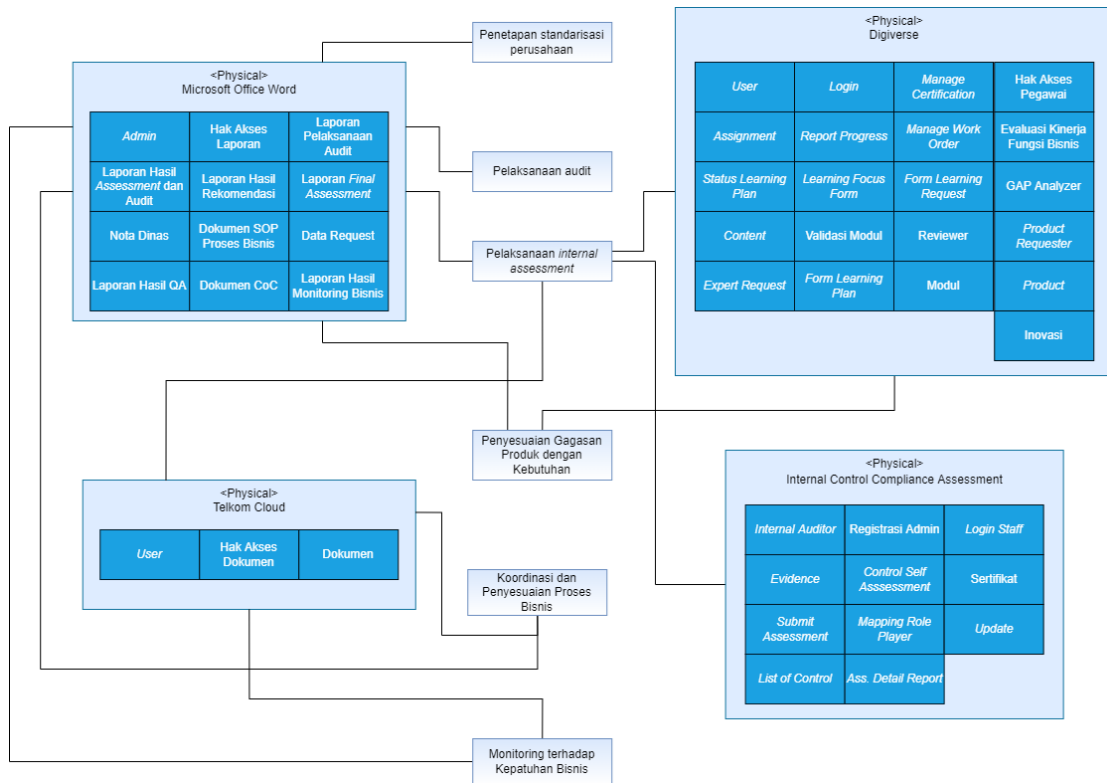 Penetapan standarisasi
perusahaan
<Physical>
Microsoft Office Word
Admin
Hak Akses
Laporan
Laporan
Pelaksanaan
Audit
Laporan Hasil
Assessment dan
Audit
Laporan Hasil
Rekomendasi
Laporan Final
Assessment
Nota Dinas
Dokumen SOP
Proses Bisnis
Data Request
Laporan Hasil QA
Dokumen CoC
Laporan Hasil
Monitoring Bisnis
Pelaksanaan audit
Pelaksanaan internal
assessment
<Physical>
Digiverse
User
Login
Manage
Certification
Hak Akses
Pegawai
Assignment
Report Progress
Manage Work
Order
Evaluasi Kinerja
Fungsi Bisnis
Status Learning
Plan
Learning Focus
Form
Form Learning
Request
GAP Analyzer
Content
Validasi Modul
Reviewer
Product
Requester
Expert Request
Form Learning
Plan
Modul
Product
Inovasi
Penyesuaian Gagasan
Produk dengan
Kebutuhan
<Physical>
Telkom Cloud
User
Hak Akses
Dokumen
Dokumen
Koordinasi dan
Penyesuaian Proses
Bisnis
<Physical>
Internal Control Compliance Assessment
Internal Auditor
Registrasi Admin
Login Staff
Evidence
Control Self
Asssessment
Sertifikat
Submit
Assessment
Mapping Role
Player
Update
List of Control
Ass. Detail Report
Monitoring terhadap
Kepatuhan Bisnis